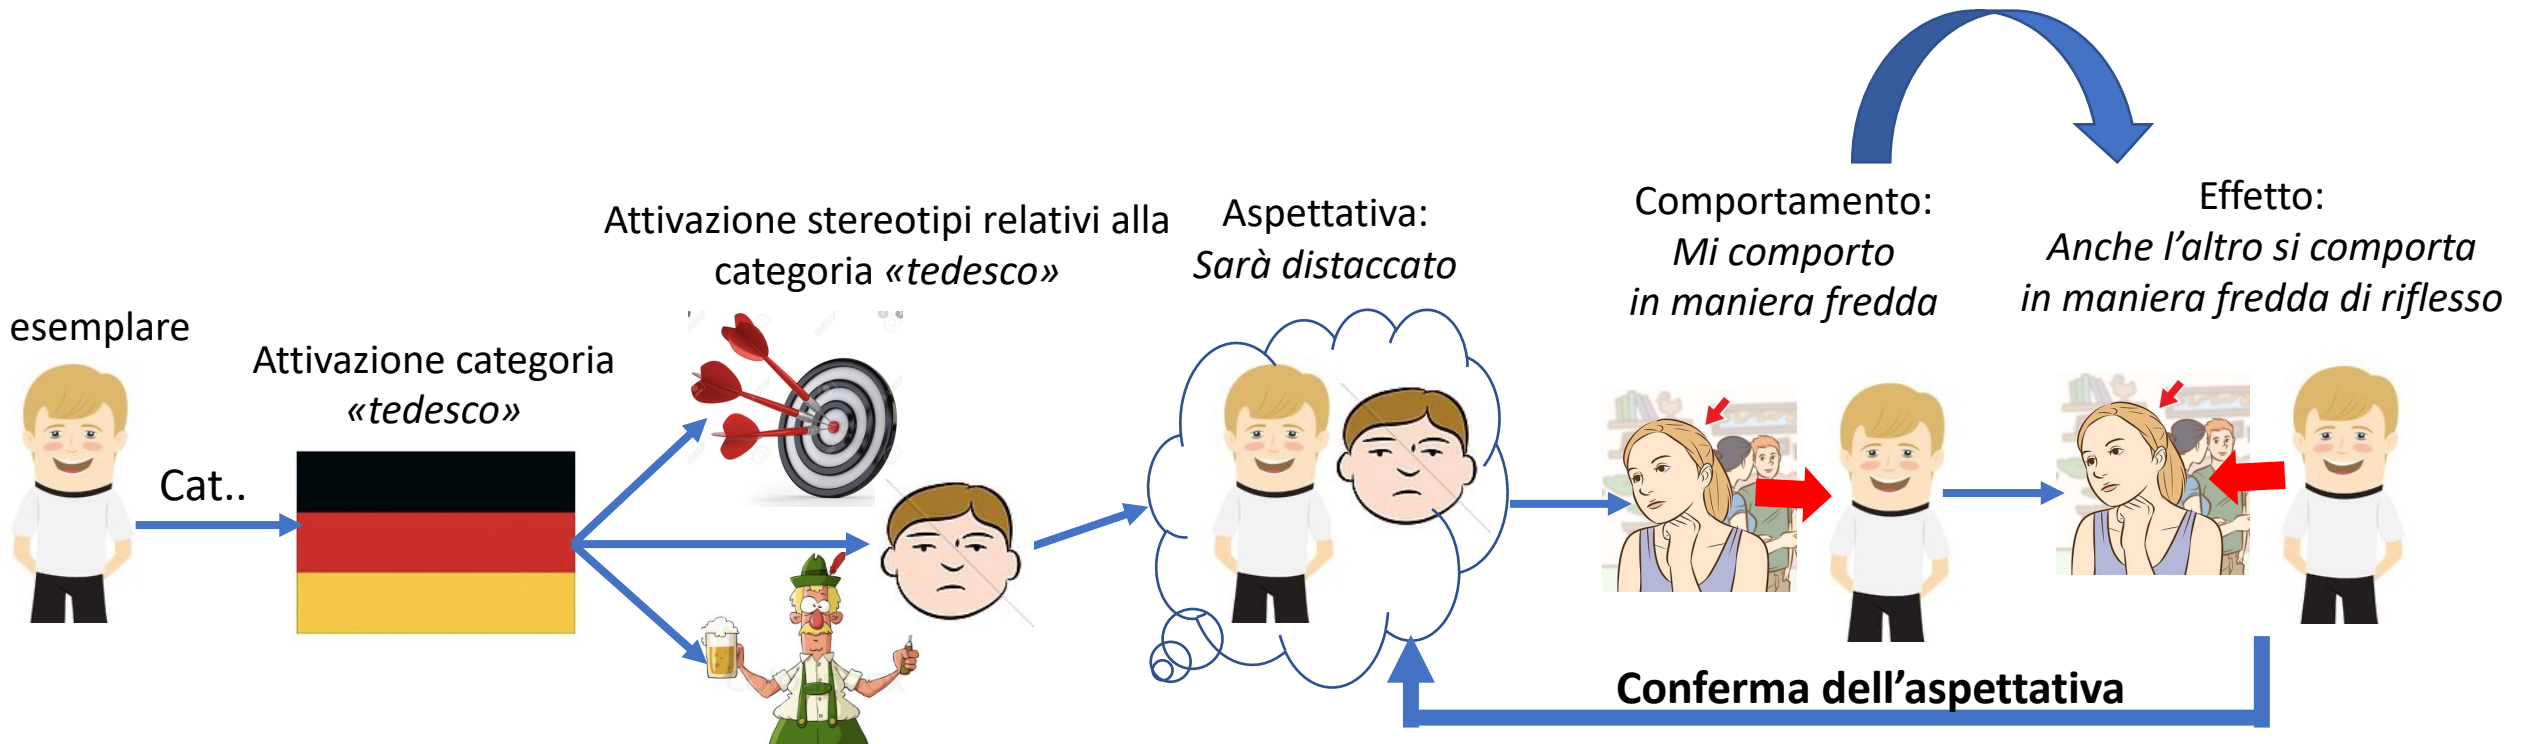 esemplare
Cat..
Attivazione categoria
«tedesco»
Attivazione stereotipi relativi alla
categoria «tedesco»
Aspettativa:
Sarà distaccato
Comportamento:
Mi comporto
in maniera fredda
Effetto:
Anche l’altro si comporta
in maniera fredda di riflesso
Conferma dell’aspettativa